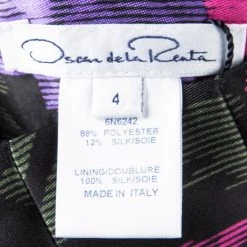 Oscar de la Renta
4
6N6242
88% POLYESTER
12% SILK/SOIE
LINING/DOUBLURE
100% SILK/SOIE
MADE IN ITALY